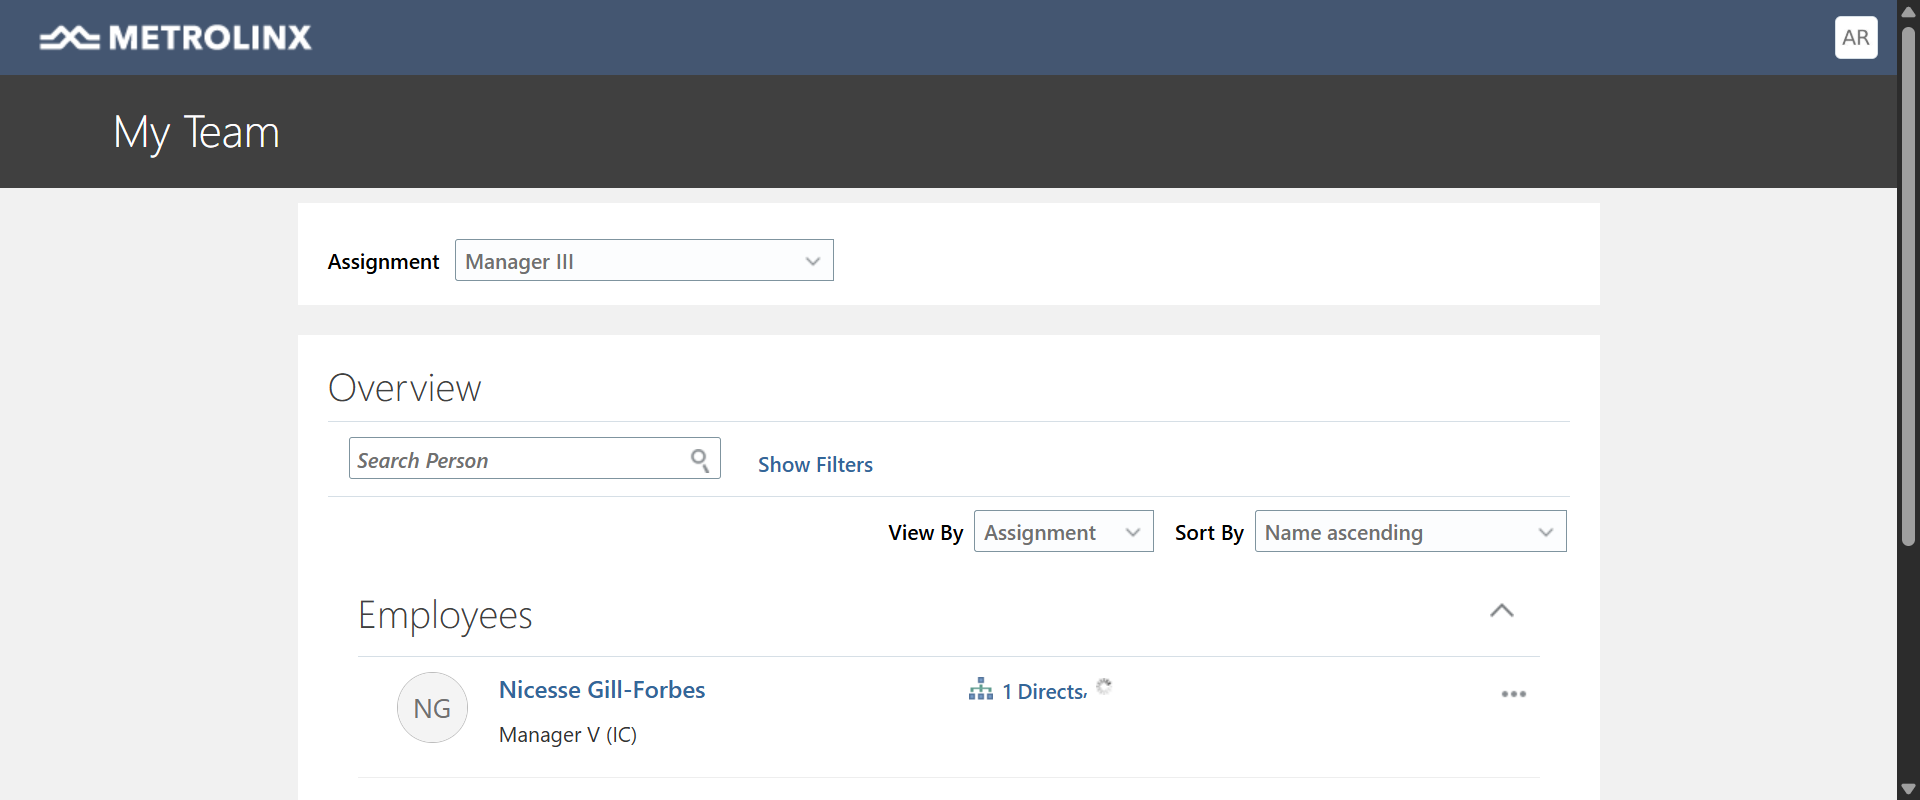 METROLINX
AR
My Team
Assignment Manager III
Overview
Search Person Show Filters
View By Assignment Sort By Name ascending
Employees
NG Nicesse Gill-Forbes 1 Directs,
Manager V (IC)